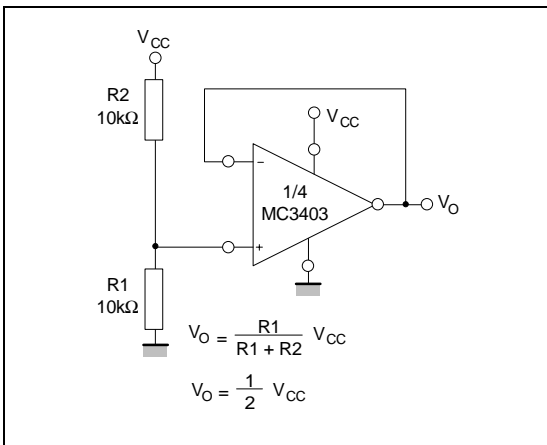 V CC
R2
10kΩ
V CC
−
1/4
MC3403
V O
+
R1
10kΩ
V O = R1 / R1 + R2 V CC
V O = 1 / 2 V CC